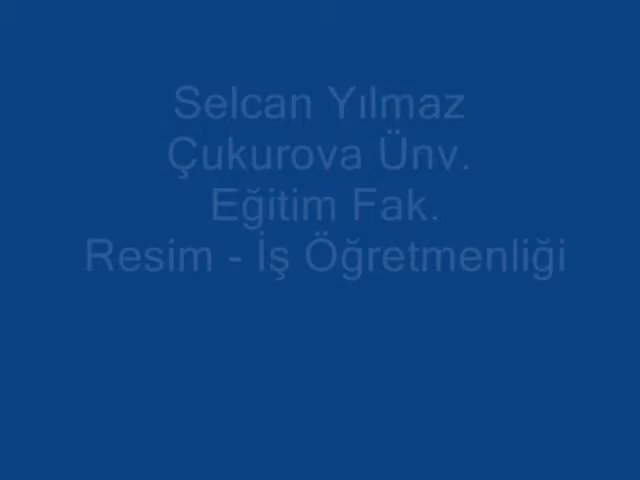 Selcan Yılmaz
Çukurova Ünv.
Eğitim Fak.
Resim - İş Öğretmenliği